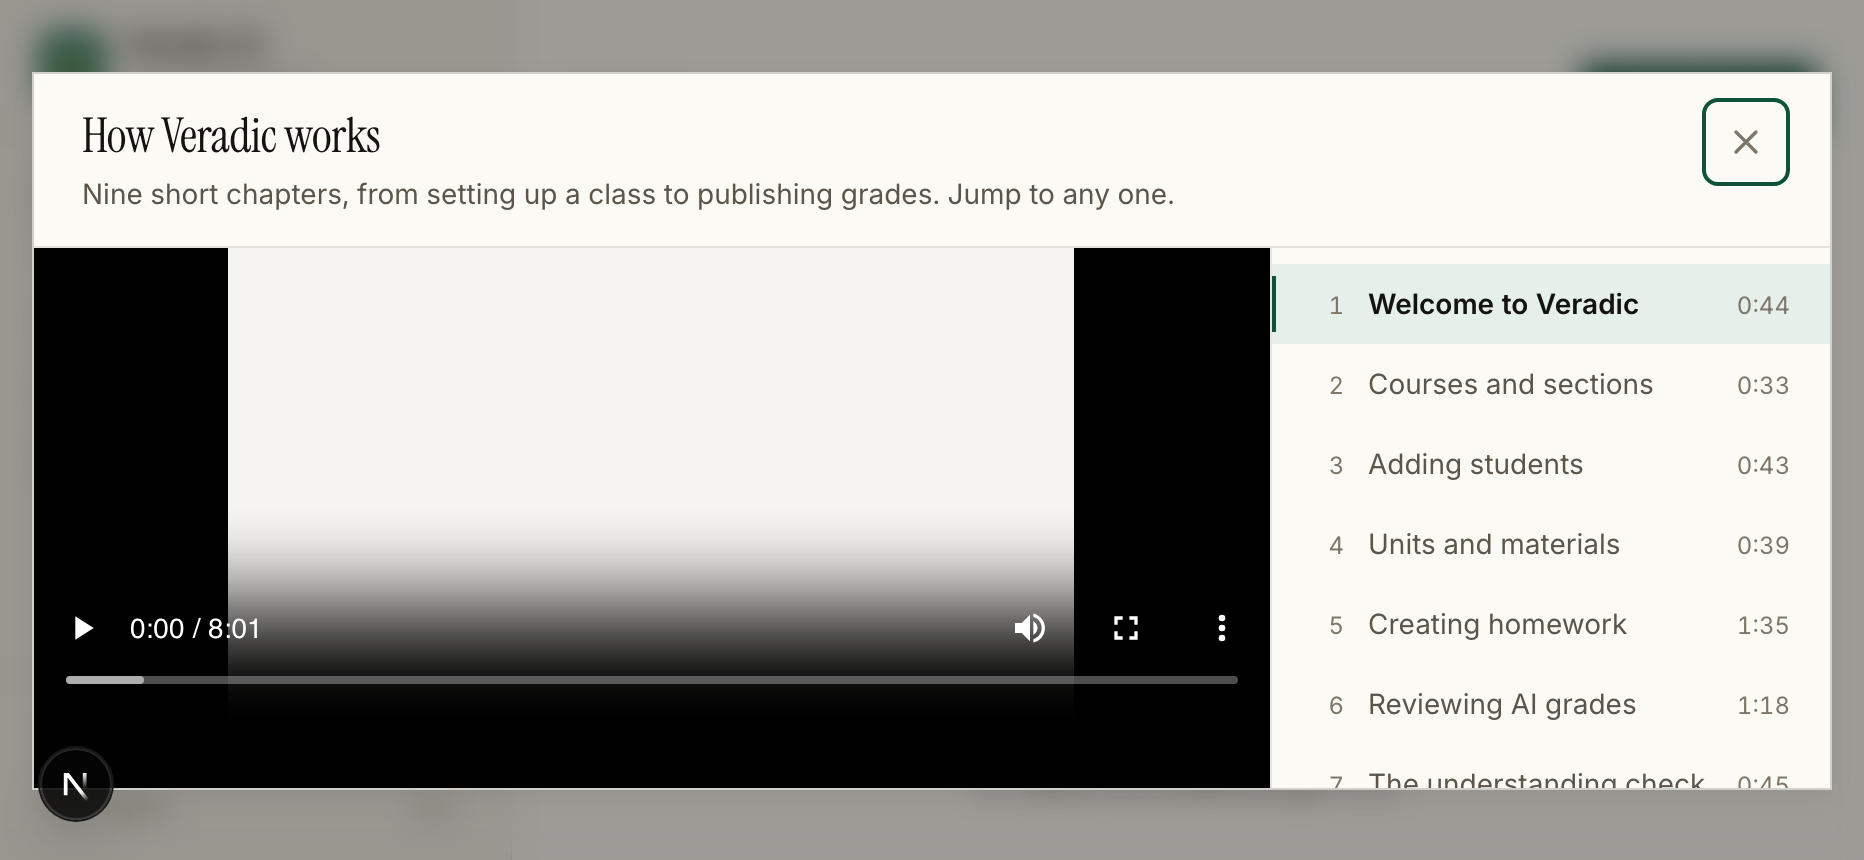 How Veradic works
Nine short chapters, from setting up a class to publishing grades. Jump to any one.
1 Welcome to Veradic 0:44
2 Courses and sections 0:33
3 Adding students 0:43
4 Units and materials 0:39
5 Creating homework 1:35
6 Reviewing AI grades 1:18
7 The understanding check 0:45
0:00 / 8:01
N